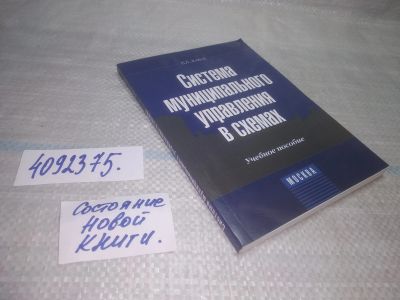 Система
муниципального
управления
в схемах
Учебное пособие
МОСКВА
4092375.
СОСТОЯНИЕ
НОВОЙ
КНИГИ.